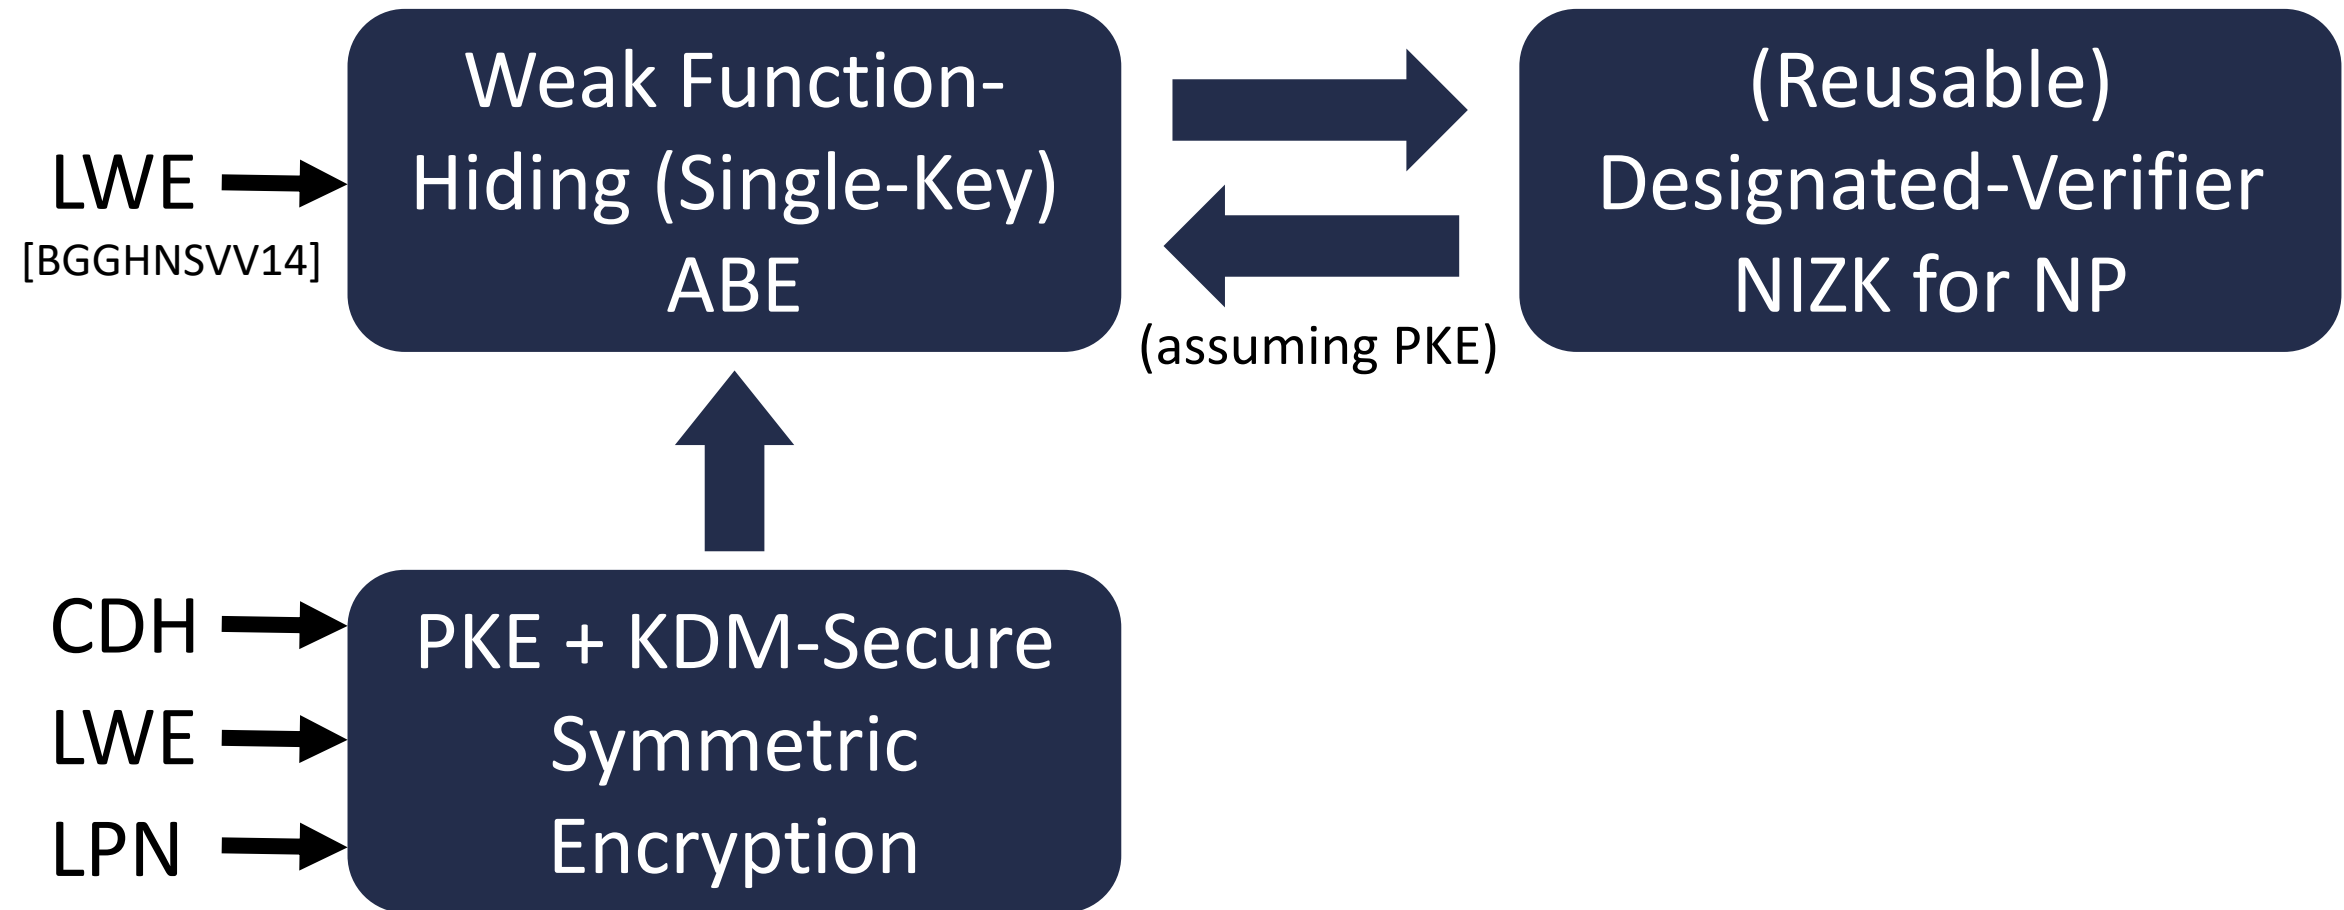 Weak Function-
Hiding (Single-Key)
ABE
(Reusable)
Designated-Verifier
NIZK for NP
LWE
[BGGHNSVV14]
(assuming PKE)
CDH
LWE
LPN
PKE + KDM-Secure
Symmetric
Encryption